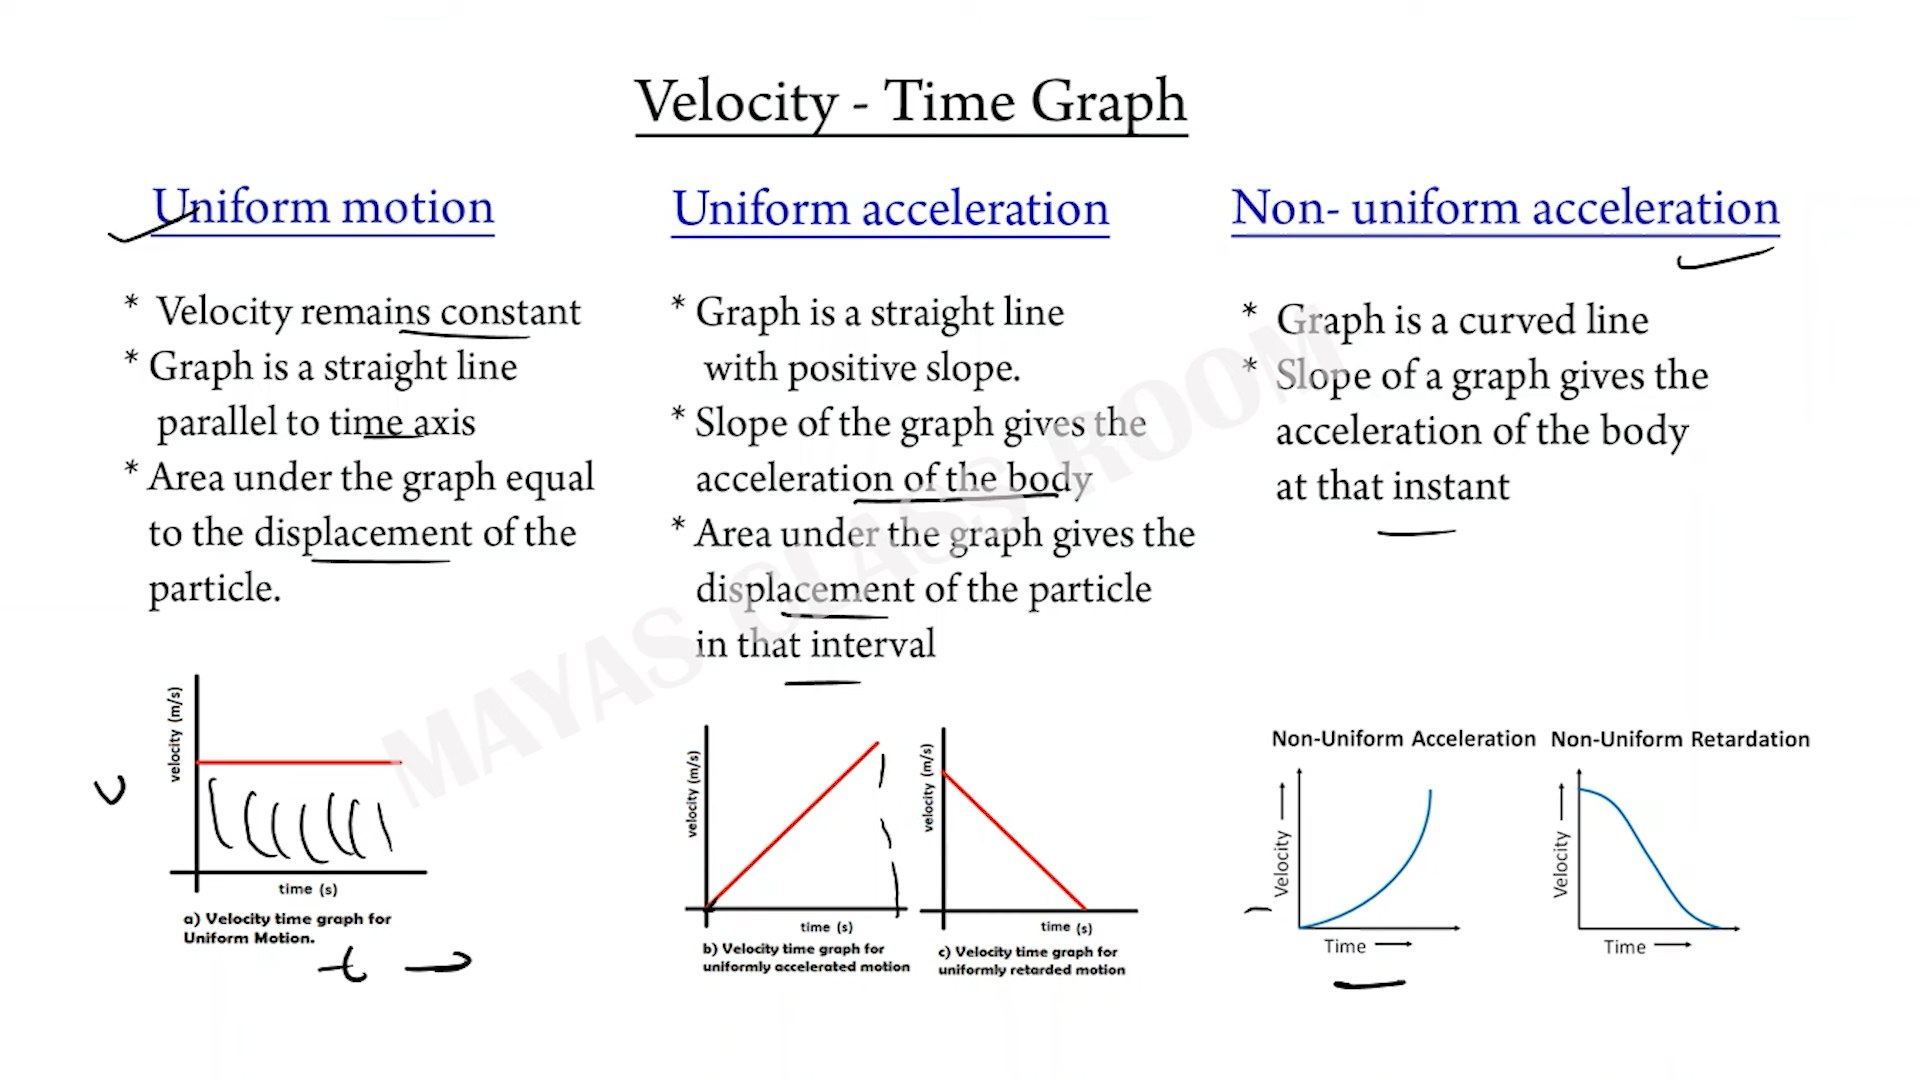 Velocity - Time Graph
Uniform motion
* Velocity remains constant
* Graph is a straight line
parallel to time axis
* Area under the graph equal
to the displacement of the
particle.
velocity (m/s)
time (s)
a) Velocity time graph for
Uniform Motion.
v
t
Uniform acceleration
* Graph is a straight line
with positive slope.
* Slope of the graph gives the
acceleration of the body
* Area under the graph gives the
displacement of the particle
in that interval
velocity (m/s)
time (s)
b) Velocity time graph for
uniformly accelerated motion
velocity (m/s)
time (s)
c) Velocity time graph for
uniformly retarded motion
Non- uniform acceleration
* Graph is a curved line
* Slope of a graph gives the
acceleration of the body
at that instant
Non-Uniform Acceleration
Velocity
Time
Non-Uniform Retardation
Velocity
Time
MAYAS CLASS ROOM